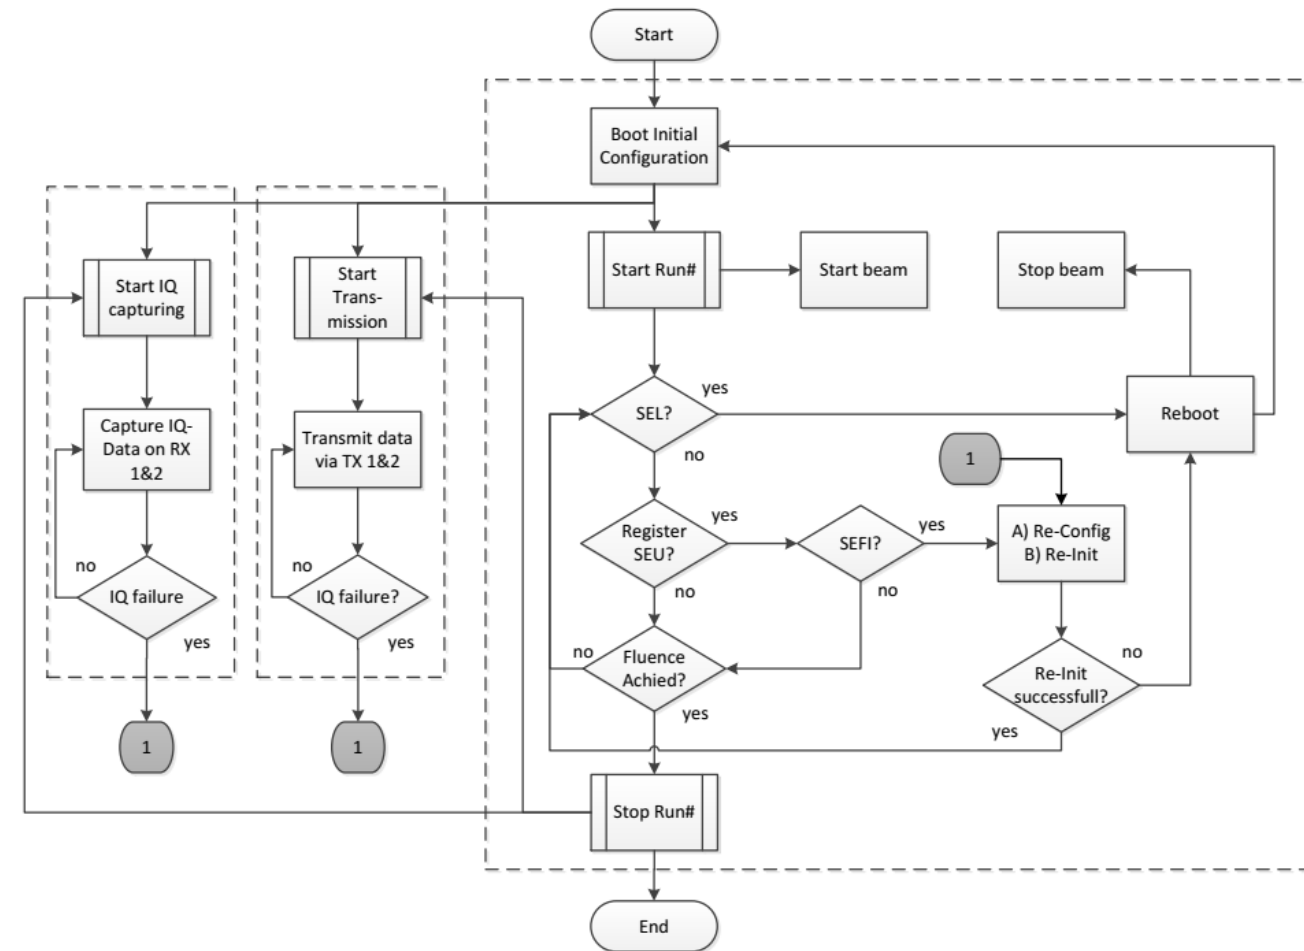 Start
Boot Initial
Configuration
Start IQ
capturing
Start
Trans-
mission
Start Run#
Start beam
Stop beam
SEL?
yes
no
Reboot
Capture IQ-
Data on RX
1&2
Transmit data
via TX 1&2
1
Register
SEU?
yes
no
SEFI?
yes
no
A) Re-Config
B) Re-Init
IQ failure
no
yes
IQ failure?
no
yes
Fluence
Achied?
no
yes
Re-Init
successfull?
no
yes
1
1
Stop Run#
End